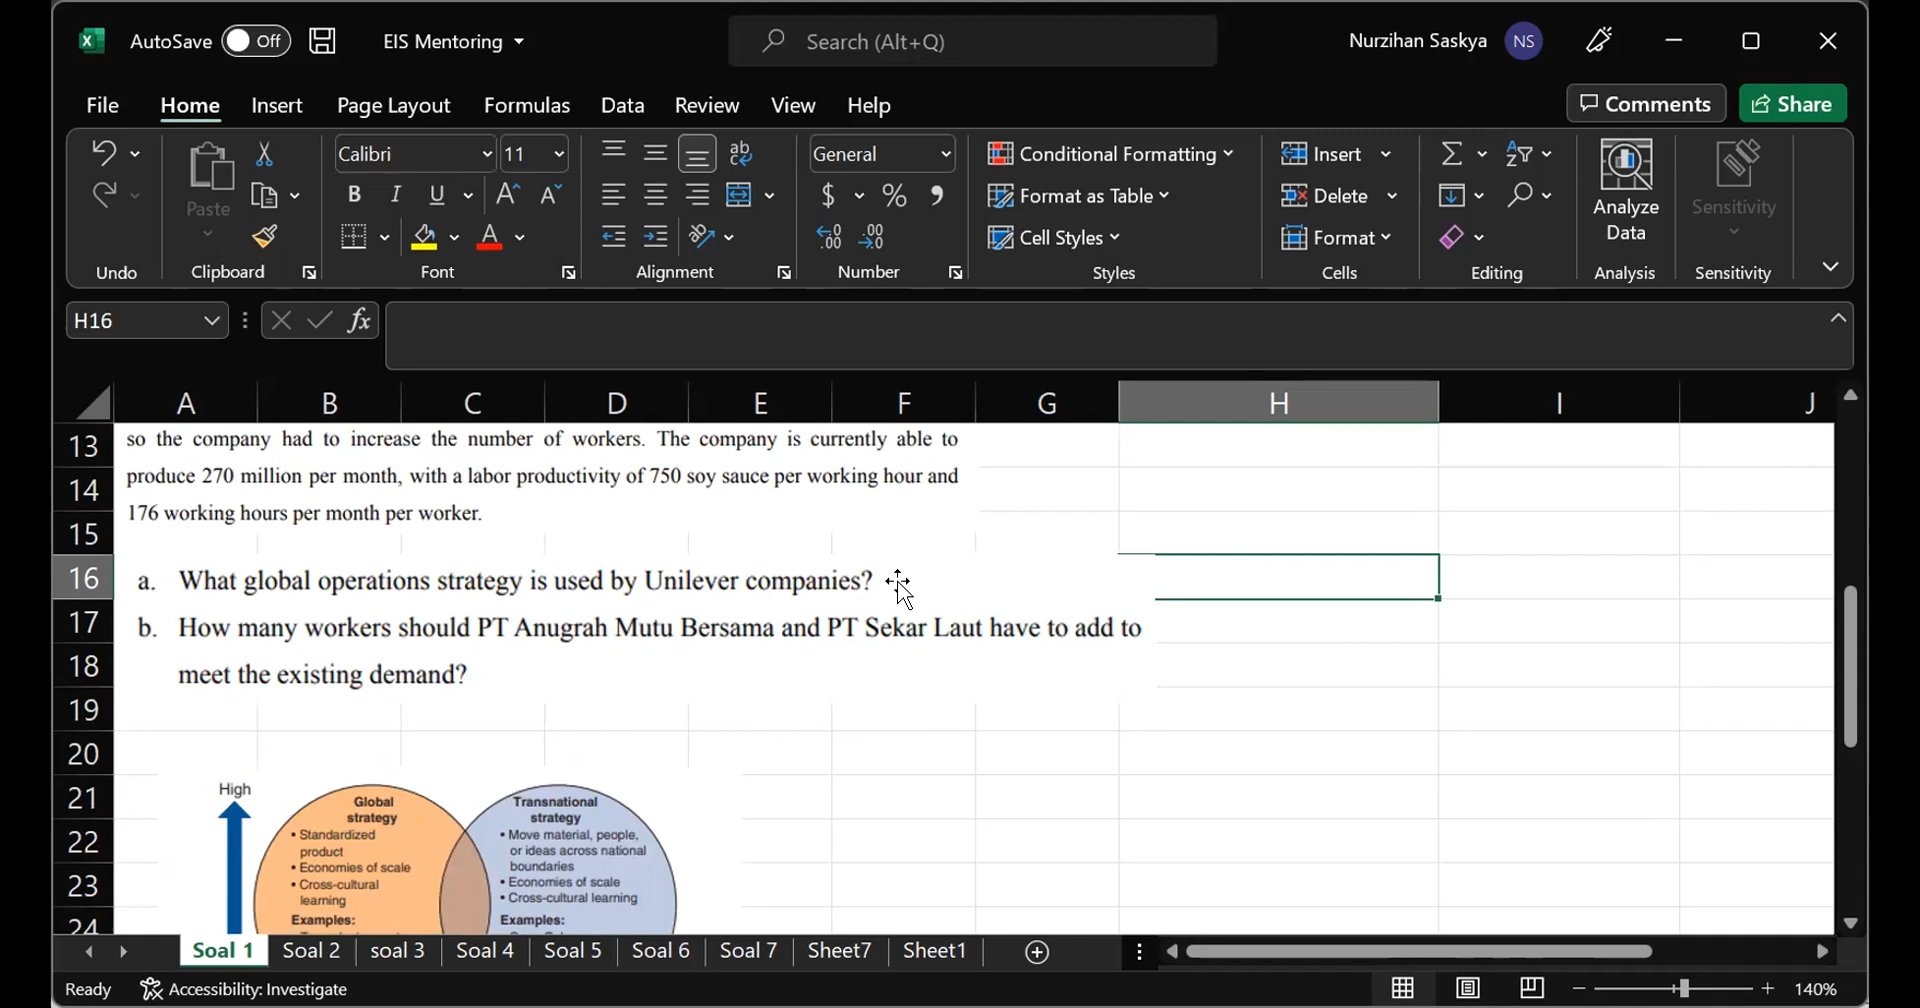 AutoSave Off EIS Mentoring Search (Alt+Q) Nurzihan Saskya NS
File Home Insert Page Layout Formulas Data Review View Help Comments Share
Calibri 11 ab General Conditional Formatting Insert Σ
Paste B I U A A $ % Format as Table Delete Analyze Data Sensitivity
A Cell Styles Format
Undo Clipboard Font Alignment Number Styles Cells Editing Analysis Sensitivity
H16 fx
A B C D E F G H I J
13 so the company had to increase the number of workers. The company is currently able to
14 produce 270 million per month, with a labor productivity of 750 soy sauce per working hour and
15 176 working hours per month per worker.
16 a. What global operations strategy is used by Unilever companies?
17 b. How many workers should PT Anugrah Mutu Bersama and PT Sekar Laut have to add to
18 meet the existing demand?
19
20
21
22
23
24
High
Global
strategy
• Standardized
product
• Economies of scale
• Cross-cultural
learning
Examples:
Transnational
strategy
• Move material, people,
or ideas across national
boundaries
• Economies of scale
• Cross-cultural learning
Examples:
Soal 1 Soal 2 soal 3 Soal 4 Soal 5 Soal 6 Soal 7 Sheet7 Sheet1
Ready Accessibility: Investigate 140%